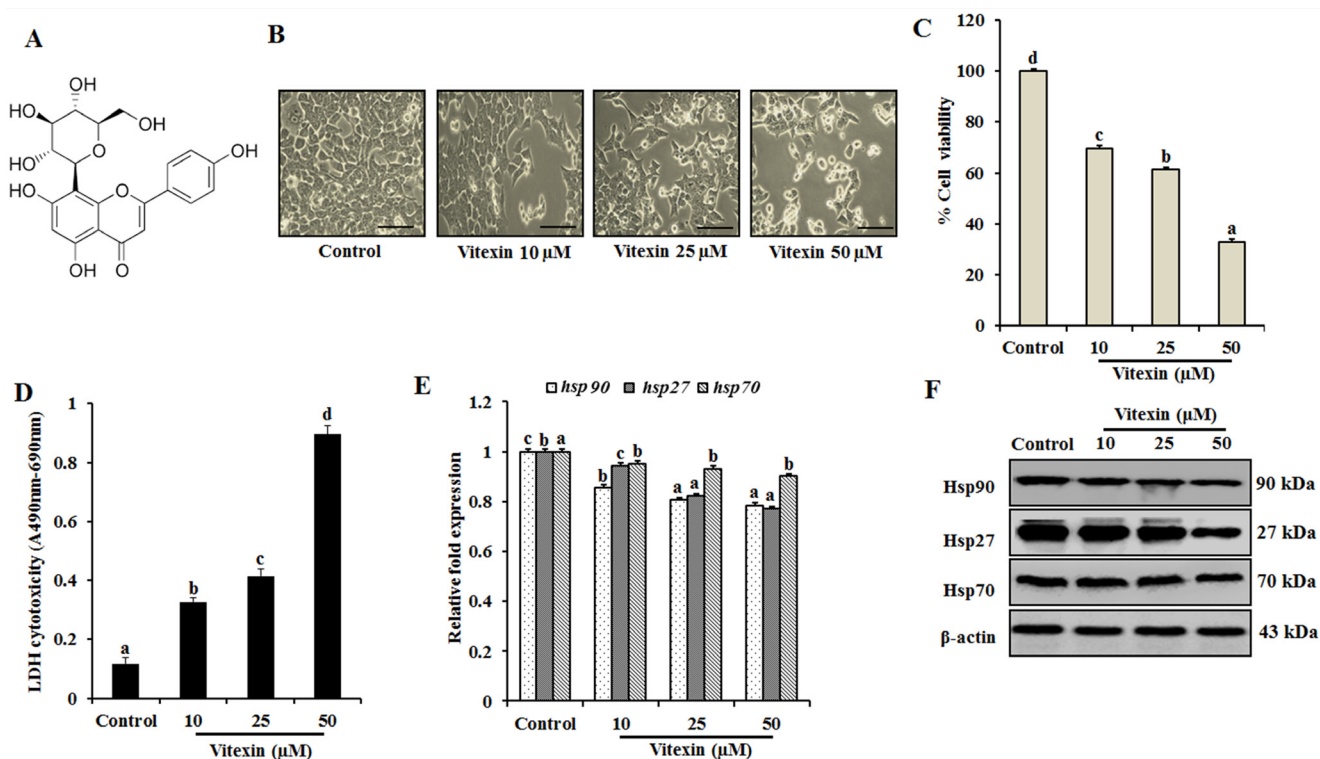 A
OH
HO
OH
HO
O
OH
HO
O
OH
O
B
Control
Vitexin 10 µM
Vitexin 25 µM
Vitexin 50 µM
C
% Cell viability
120
100
80
60
40
20
0
d
c
b
a
Control
10
25
50
Vitexin (µM)
D
LDH cytotoxicity (A490nm-690nm)
1
0.8
0.6
0.4
0.2
0
a
b
c
d
Control
10
25
50
Vitexin (µM)
E
hsp 90
hsp27
hsp70
Relative fold expression
1.2
1
0.8
0.6
0.4
0.2
0
c b a
b c b
a a b
a a b
Control
10
25
50
Vitexin (µM)
F
Vitexin
(µM)
Control 10 25 50
Hsp90 90 kDa
Hsp27 27 kDa
Hsp70 70 kDa
β-actin 43 kDa